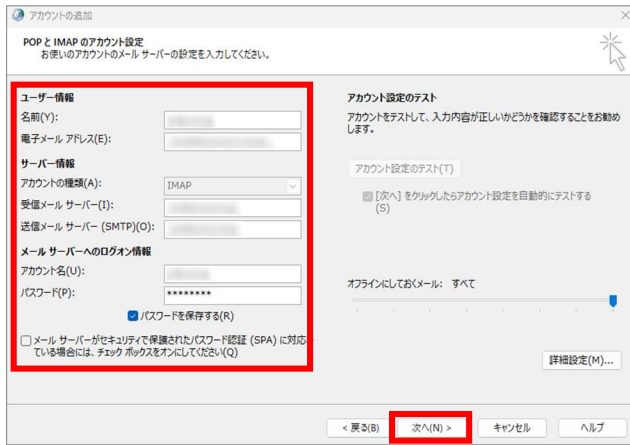 アカウントの追加
POP と IMAP のアカウント設定
お使いのアカウントのメール サーバーの設定を入力してください。
ユーザー情報
名前(Y):
電子メール アドレス(E):
サーバー情報
アカウントの種類(A):
IMAP
受信メール サーバー(I):
送信メール サーバー (SMTP)(O):
メール サーバーへのログオン情報
アカウント名(U):
パスワード(P):
********
パスワードを保存する(R)
メール サーバーがセキュリティで保護されたパスワード認証 (SPA) に対応
ている場合には、チェック ボックスをオンにしてください(Q)
アカウント設定のテスト
アカウントをテストして、入力内容が正しいかどうかを確認することをお勧め
します。
アカウント設定のテスト(T)
[次へ] をクリックしたらアカウント設定を自動的にテストする
(S)
オフラインにしておくメール: すべて
詳細設定(M)...
< 戻る(B)
次へ(N) >
キャンセル
ヘルプ